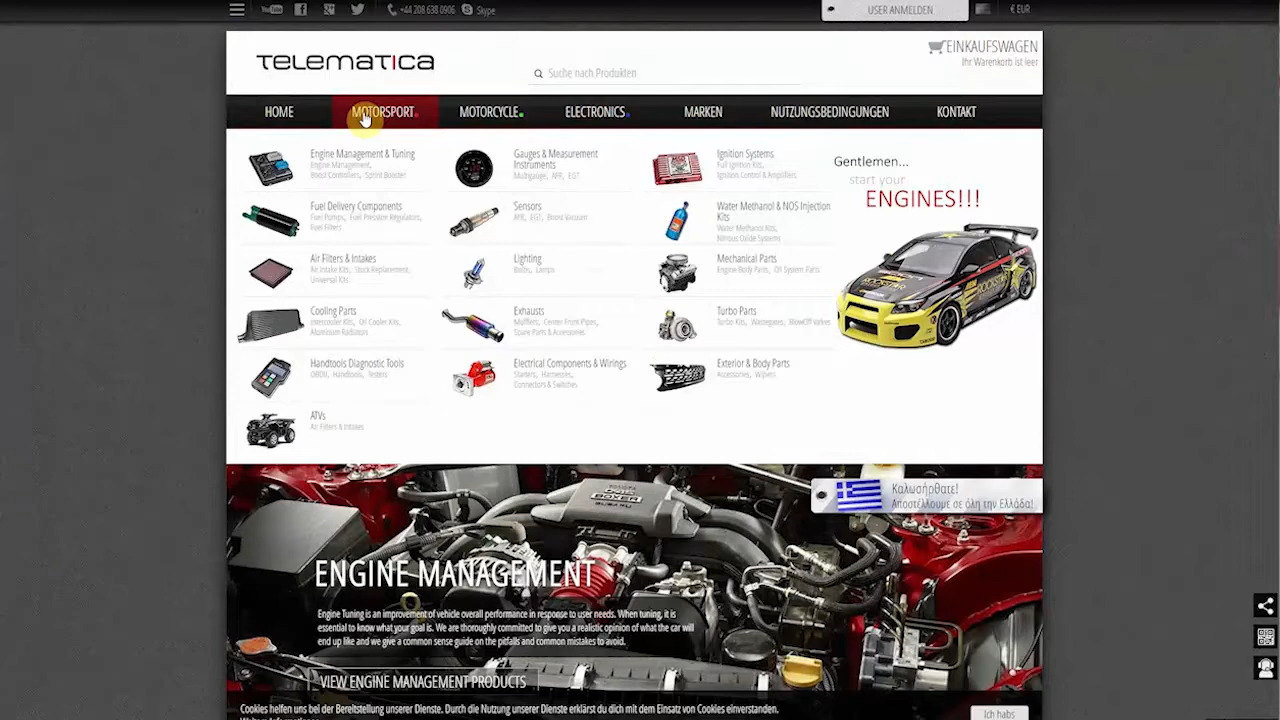 You Tube
+44 208 638 0906
Skype
USER ANMELDEN
€ EUR
TELEMATICA
Suche nach Produkten
EINKAUFSWAGEN
Ihr Warenkorb ist leer
HOME
MOTORSPORT
MOTORCYCLE
ELECTRONICS
MARKEN
NUTZUNGSBEDINGUNGEN
KONTAKT
Engine Management & Tuning
Engine Management,
Boost Controllers, Sprint Booster
Gauges & Measurement
Instruments
Multigauge, AFR, EGT
Ignition Systems
Full Ignition Kits,
Ignitions Control & Amplifiers
Fuel Delivery Components
Fuel Pumps, Fuel Pressure Regulators,
Fuel Filters
Sensors
AFR, EGT, Boost Vacuum
Water Methanol & NOS Injection
Kits
Water Methanol Kits,
Nitrous Oxide Systems
Air Filters & Intakes
Air Intake Kits, Stock Replacement,
Universal Kits
Lighting
Bulbs, Lamps
Mechanical Parts
Engine Body Parts, Oil System Parts
Cooling Parts
Intercooler Kits, Oil Cooler Kits,
Aluminum Radiators
Exhausts
Mufflers, Center Front Pipes,
Spare Parts & Accessories
Turbo Parts
Turbo Kits, Wastegates, BlowOff Valves
Handtools Diagnostic Tools
OBDII, Handtools, Testers
Electrical Components & Wirings
Starters, Harnesses,
Connectors & Switches
Exterior & Body Parts
Accessories, Wipers
ATVs
Air Filters & Intakes
Gentlemen...
start your
ENGINES!!!
ROCKSTAR
Καλωσήρθατε!
Αποστέλλουμε σε όλη την Ελλάδα!
TOYOTA
BOXER
SUBARU
ENGINE MANAGEMENT
Engine Tuning is an improvement of vehicle overall performance in response to user needs. When tuning, it is
essential to know what your goal is. We are thoroughly committed to give you a realistic opinion of what the car will
end up like and we give a common sense guide on the pitfalls and common mistakes to avoid.
VIEW ENGINE MANAGEMENT PRODUCTS
Cookies helfen uns bei der Bereitstellung unserer Dienste. Durch die Nutzung unserer Dienste erklärst du dich mit dem Einsatz von Cookies einverstanden.
Ich habs